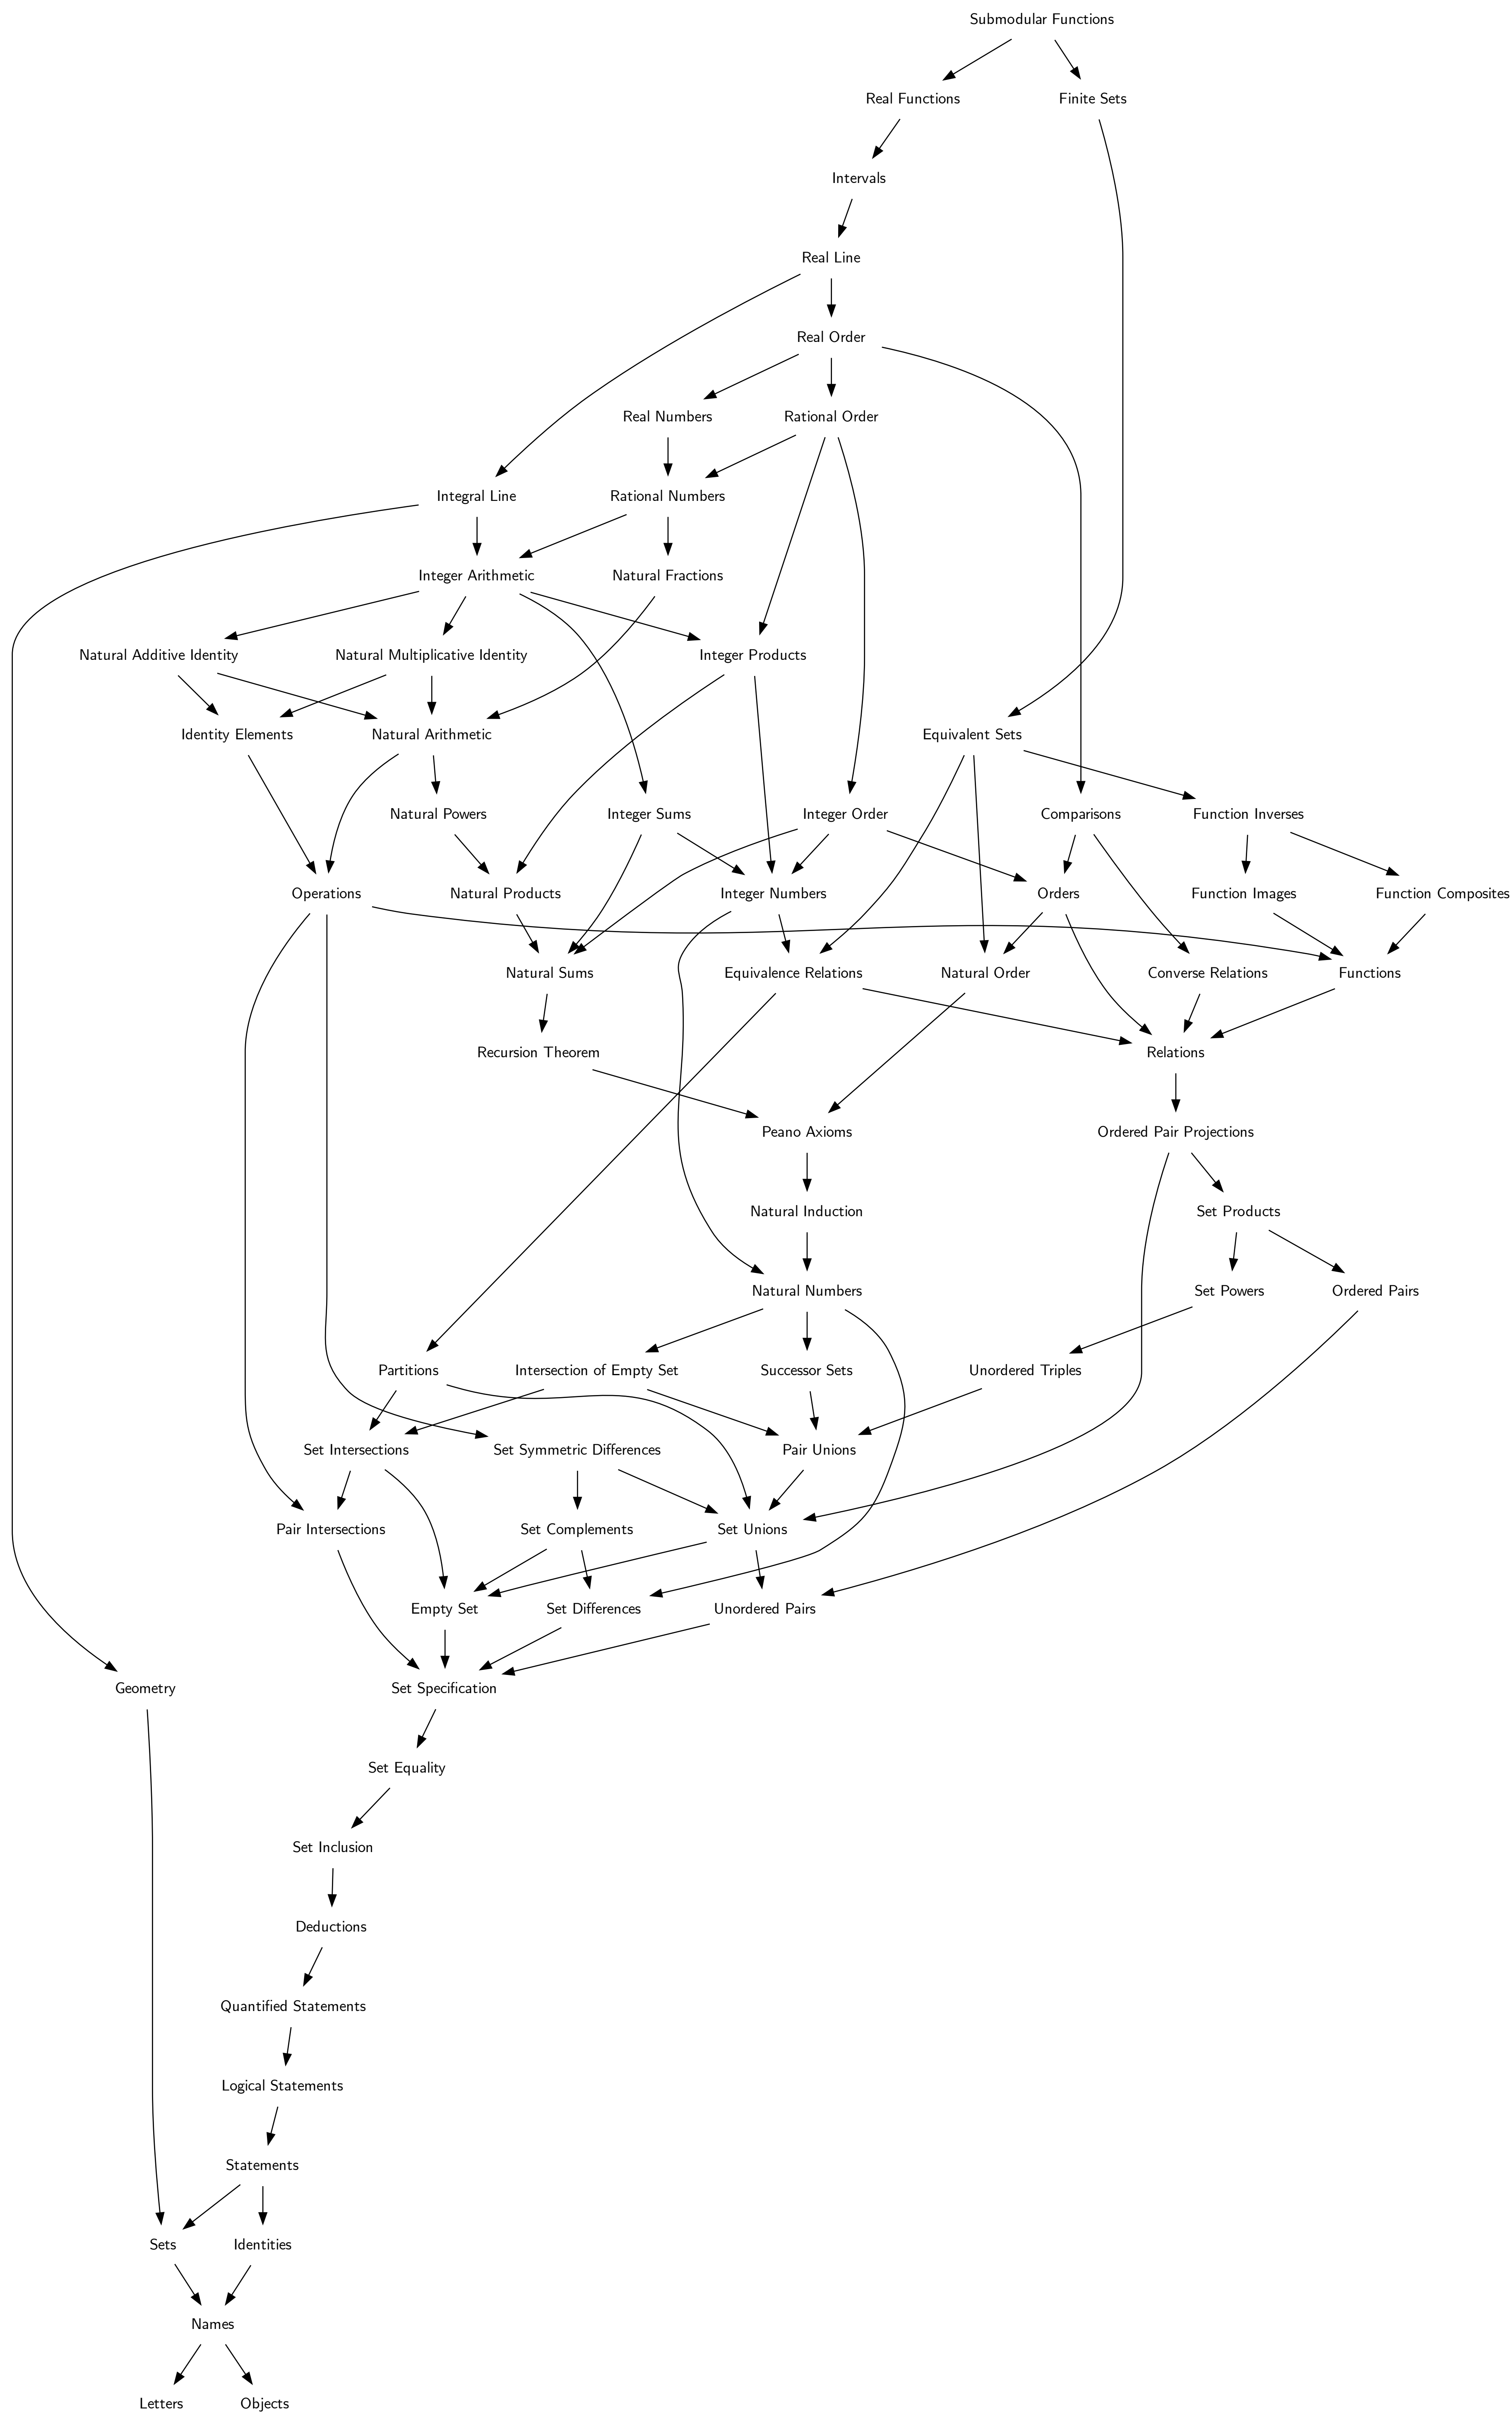 Submodular Functions
Real Functions
Finite Sets
Intervals
Real Line
Real Order
Real Numbers
Rational Order
Integral Line
Rational Numbers
Integer Arithmetic
Natural Fractions
Natural Additive Identity
Natural Multiplicative Identity
Integer Products
Identity Elements
Natural Arithmetic
Equivalent Sets
Natural Powers
Integer Sums
Integer Order
Comparisons
Function Inverses
Operations
Natural Products
Integer Numbers
Orders
Function Images
Function Composites
Natural Sums
Equivalence Relations
Natural Order
Converse Relations
Functions
Recursion Theorem
Relations
Peano Axioms
Ordered Pair Projections
Natural Induction
Set Products
Natural Numbers
Set Powers
Ordered Pairs
Partitions
Intersection of Empty Set
Successor Sets
Unordered Triples
Set Intersections
Set Symmetric Differences
Pair Unions
Pair Intersections
Set Complements
Set Unions
Empty Set
Set Differences
Unordered Pairs
Geometry
Set Specification
Set Equality
Set Inclusion
Deductions
Quantified Statements
Logical Statements
Statements
Sets
Identities
Names
Letters
Objects